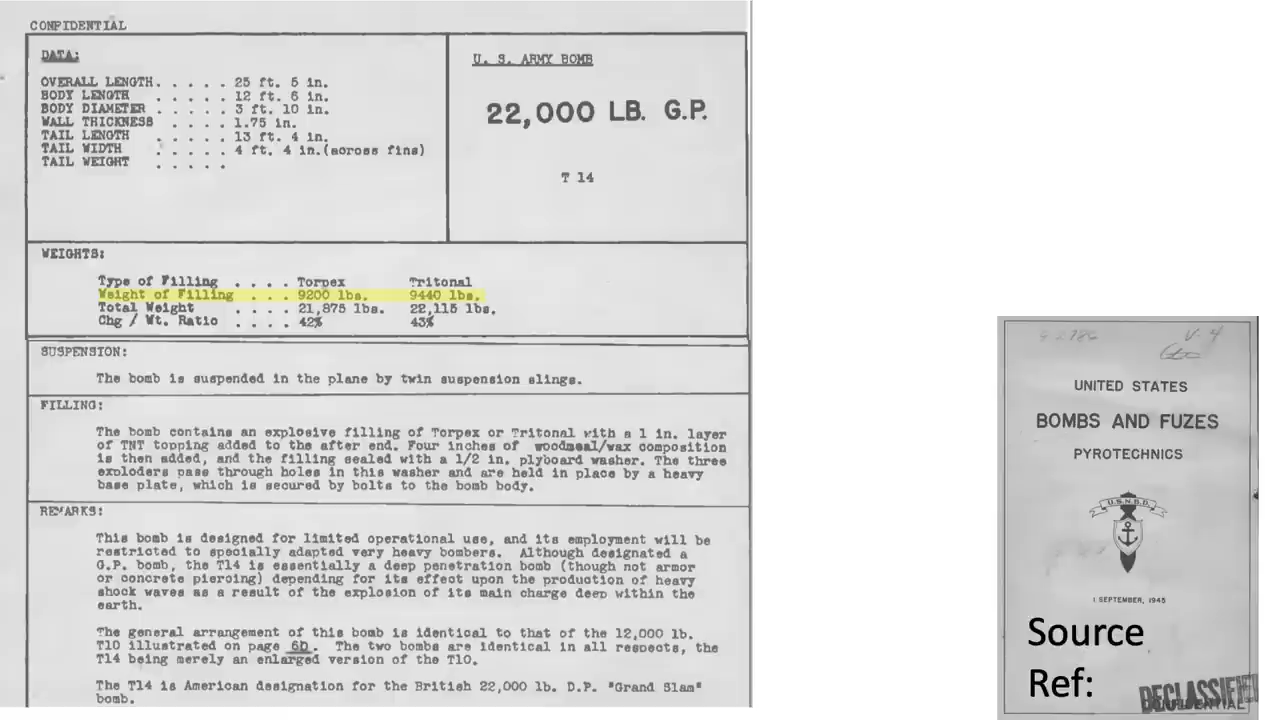 CONFIDENTIAL
DATA:
OVERALL LENGTH. . . . . . 25 ft. 5 in.
BODY LENGTH . . . . . 12 ft. 6 in.
BODY DIAMETER . . . . . 3 ft. 10 in.
WALL THICKNESS . . . . 1.75 in.
TAIL LENGTH . . . . . 13 ft. 4 in.
TAIL WIDTH . . . . . 4 ft. 4 in.(across fins)
TAIL WEIGHT . . . . .
U. S. ARMY BOMB
22,000 LB. G.P.
T 14
WEIGHTS:
Type of Filling . . . . Torpex Tritonal
Weight of Filling . . . 9200 lbs. 9440 lbs.
Total Weight . . . . 21,875 lbs. 22,115 lbs.
Chg / Wt. Ratio . . . . 42% 43%
SUSPENSION:
The bomb is suspended in the plane by twin suspension slings.
FILLING:
The bomb contains an explosive filling of Torpex or Tritonal with a 1 in. layer
of TNT topping added to the after end. Four inches of woodmeal/wax composition
is then added, and the filling sealed with a 1/2 in. plyboard washer. The three
exploders pass through holes in this washer and are held in place by a heavy
base plate, which is secured by bolts to the bomb body.
REMARKS:
This bomb is designed for limited operational use, and its employment will be
restricted to specially adapted very heavy bombers. Although designated a
G.P. bomb, the T14 is essentially a deep penetration bomb (though not armor
or concrete piercing) depending for its effect upon the production of heavy
shock waves as a result of the explosion of its main charge deep within the
earth.
The general arrangement of this bomb is identical to that of the 12,000 lb.
T10 illustrated on page 6b. The two bombs are identical in all respects, the
T14 being merely an enlarged version of the T10.
The T14 is American designation for the British 22,000 lb. D.P. "Grand Slam"
bomb.
V. 4
UNITED STATES
BOMBS AND FUZES
PYROTECHNICS
U.S.N.B.D.
1 SEPTEMBER, 1945
Source
Ref:
DECLASSIFIED
CONFIDENTIAL